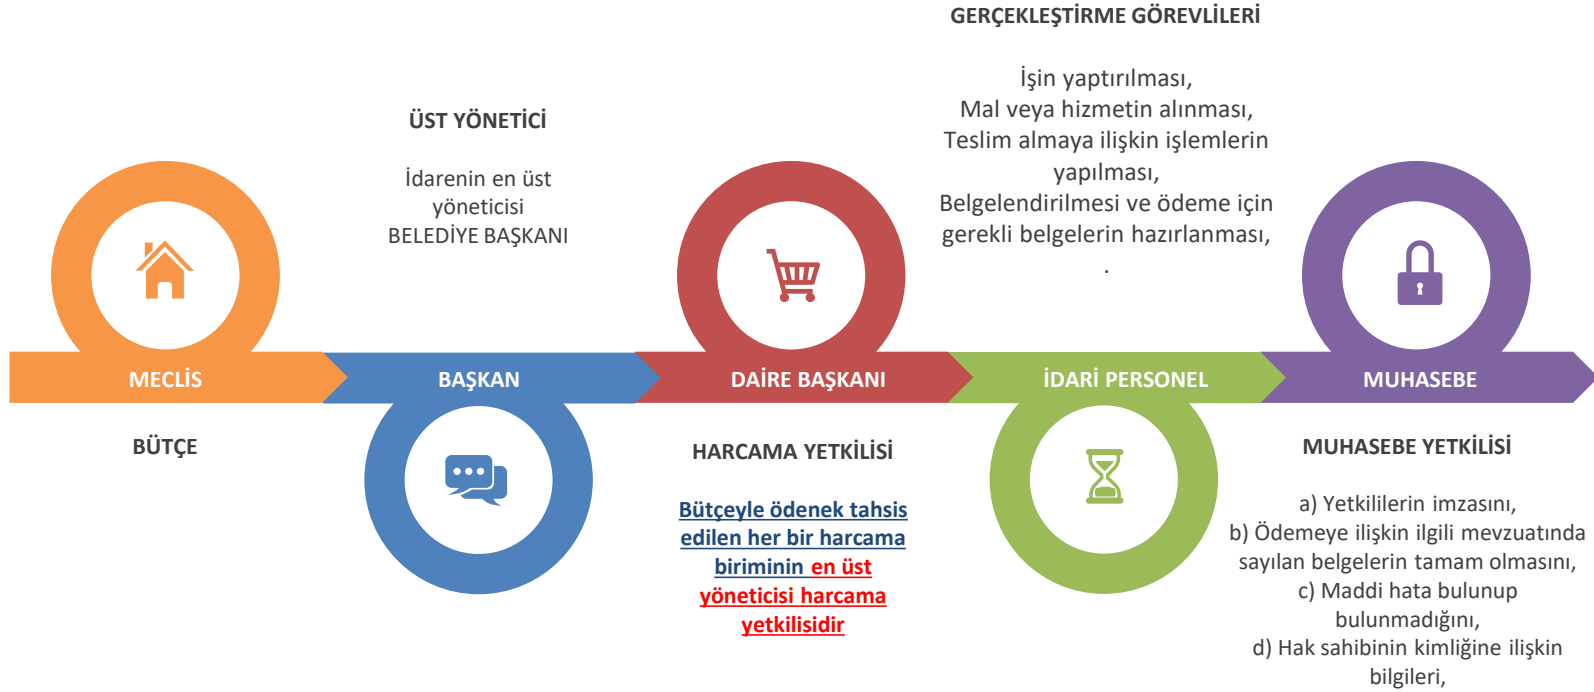 GERÇEKLEŞTİRME GÖREVLİLERİ
İşin yaptırılması,
Mal veya hizmetin alınması,
Teslim almaya ilişkin işlemlerin
yapılması,
Belgelendirilmesi ve ödeme için
gerekli belgelerin hazırlanması,
.
ÜST YÖNETİCİ
İdarenin en üst
yöneticisi
BELEDİYE BAŞKANI
MECLİS
BAŞKAN
DAİRE BAŞKANI
İDARİ PERSONEL
MUHASEBE
BÜTÇE
HARCAMA YETKİLİSİ
Bütçeyle ödenek tahsis
edilen her bir harcama
biriminin en üst
yöneticisi harcama
yetkilisidir
MUHASEBE YETKİLİSİ
a) Yetkililerin imzasını,
b) Ödemeye ilişkin ilgili mevzuatında
sayılan belgelerin tamam olmasını,
c) Maddi hata bulunup
bulunmadığını,
d) Hak sahibinin kimliğine ilişkin
bilgileri,